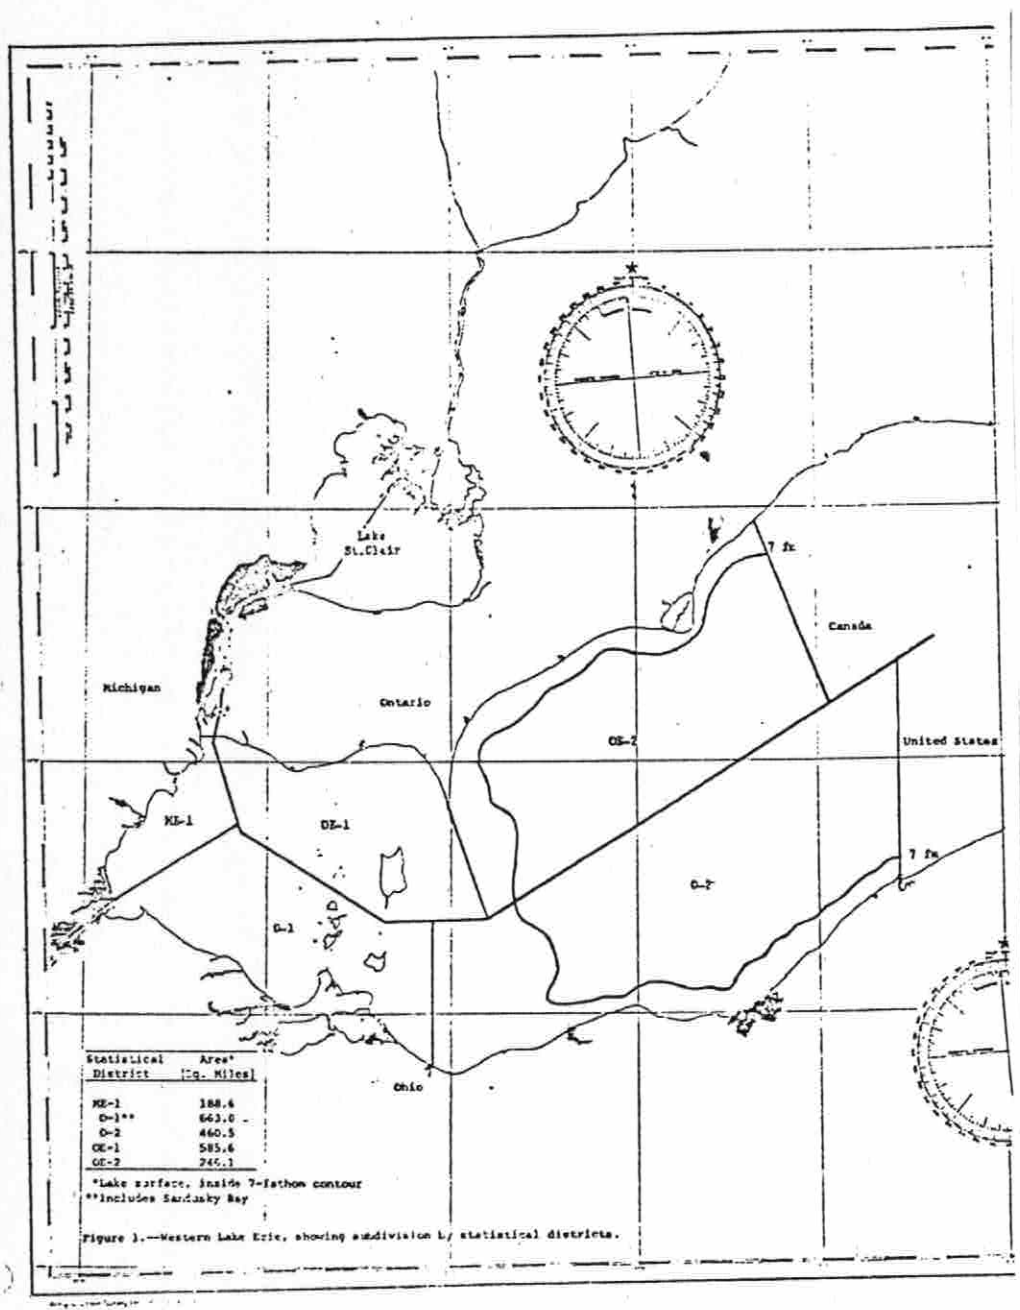 7 fm
Lake
St.Clair
Canada
Michigan
Ontario
OE-2
United States
ME-1
OE-1
7 fm
O-2
O-1
Statistical Area*
District (Sq. Miles)
ME-1 188.6
O-1** 663.0
O-2 460.5
OE-1 585.6
OE-2
Ohio
*Lake surface, inside 7-fathom contour
**includes Sandusky Bay
Figure 1.--Western Lake Erie, showing subdivision by statistical districts.